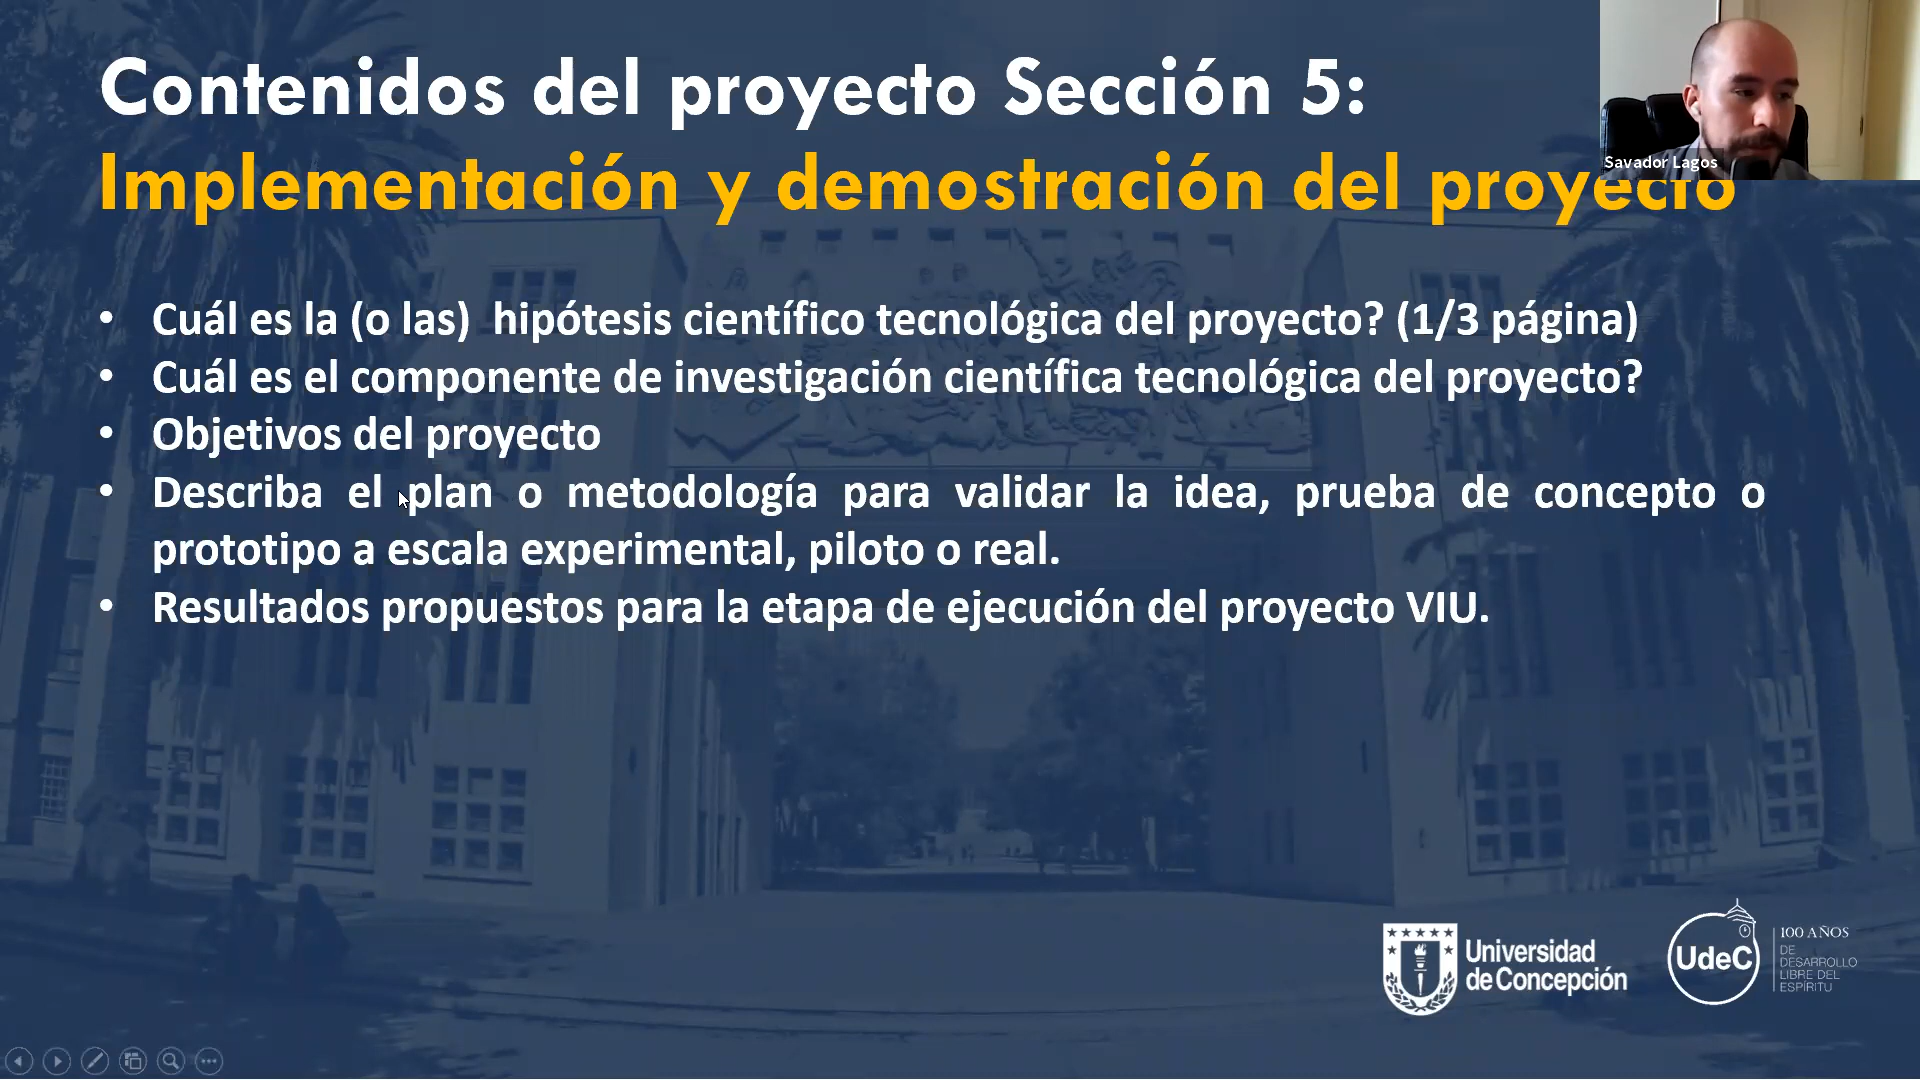 Contenidos del proyecto Sección 5:
Implementación y demostración del proyecto
Savador Lagos
• Cuál es la (o las) hipótesis científico tecnológica del proyecto? (1/3 página)
• Cuál es el componente de investigación científica tecnológica del proyecto?
• Objetivos del proyecto
• Describa el plan o metodología para validar la idea, prueba de concepto o
prototipo a escala experimental, piloto o real.
• Resultados propuestos para la etapa de ejecución del proyecto VIU.
Universidad
de Concepción
UdeC
100 AÑOS
DE
DESARROLLO
LIBRE DEL
ESPÍRITU